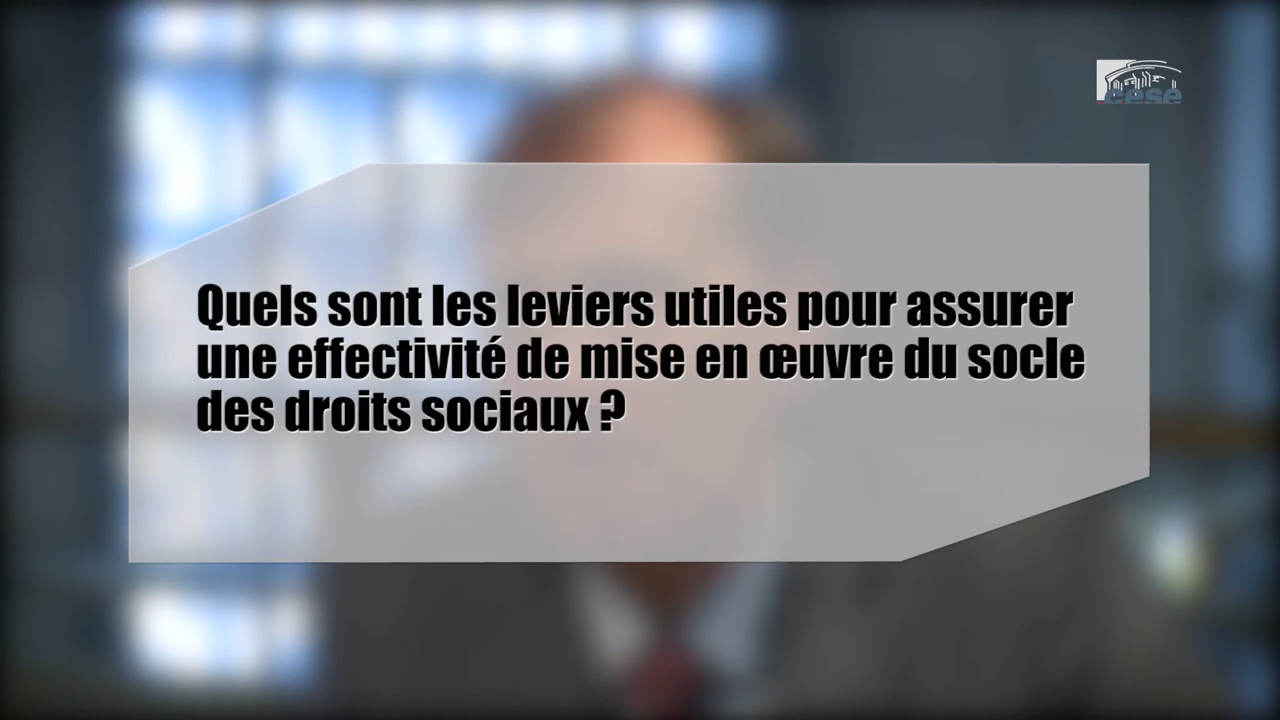 cese
Quels sont les leviers utiles pour assurer
une effectivité de mise en œuvre du socle
des droits sociaux ?